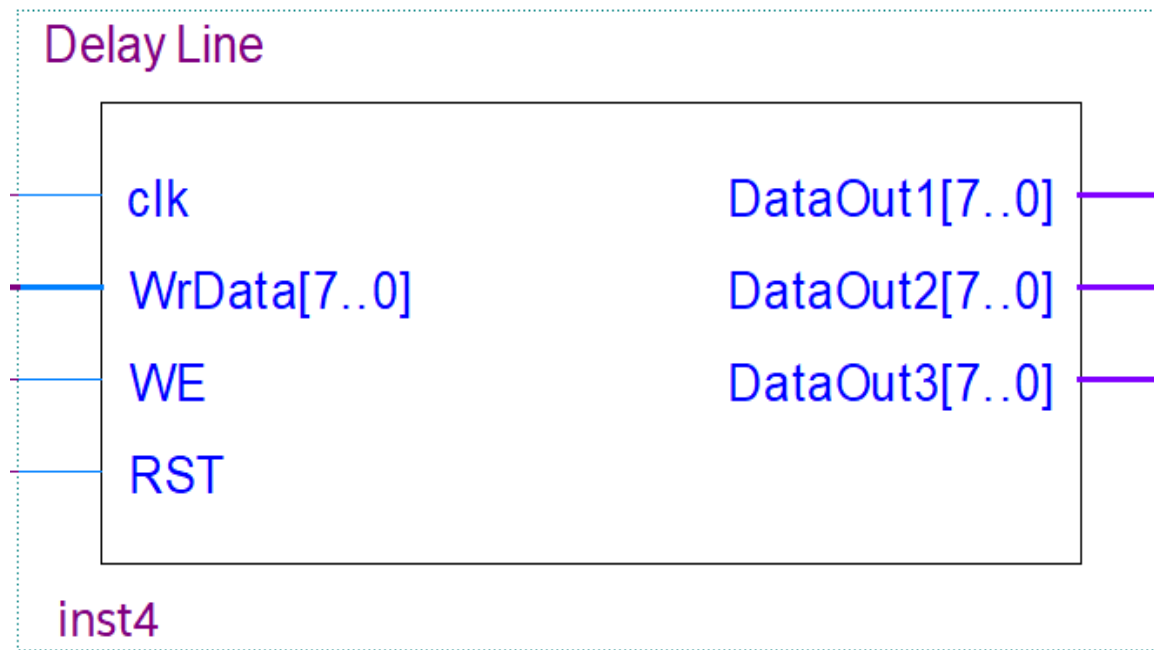 Delay Line
clk DataOut1[7..0]
WrData[7..0] DataOut2[7..0]
WE DataOut3[7..0]
RST
inst4